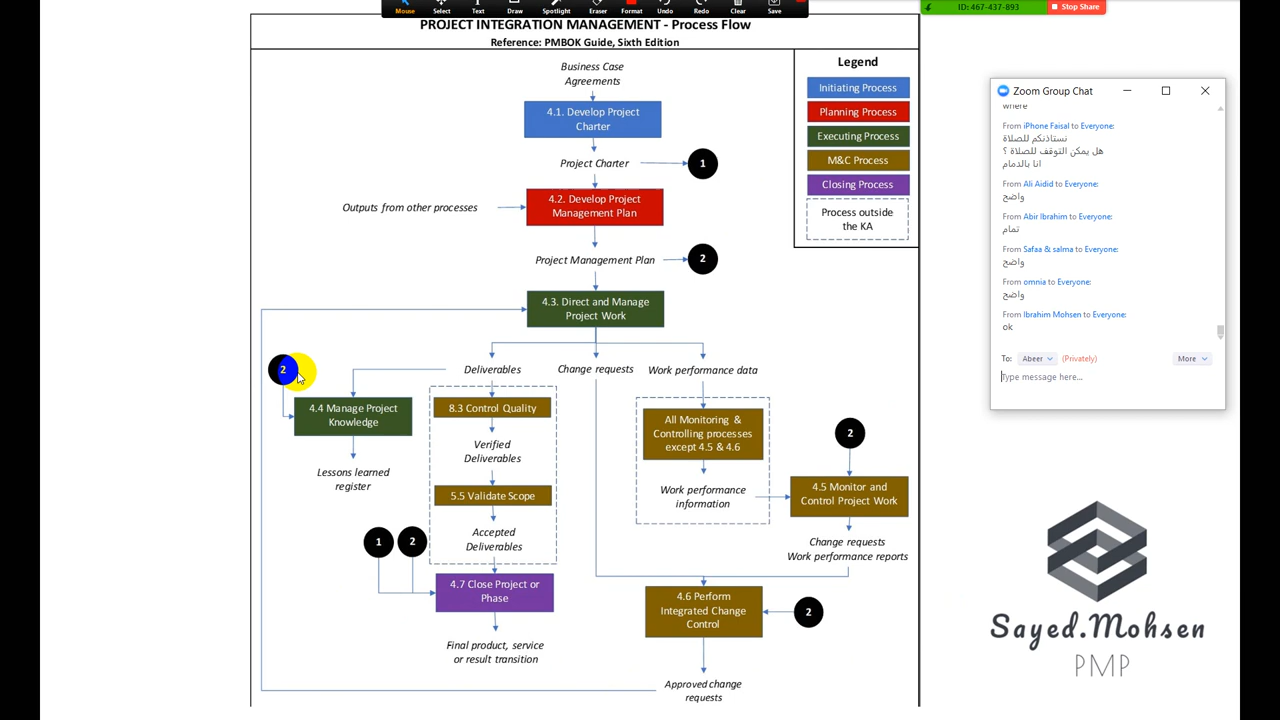 Mouse Select Text Draw Spotlight Eraser Format Undo Redo Clear Save
ID: 467-437-893 Stop Share
PROJECT INTEGRATION MANAGEMENT - Process Flow
Reference: PMBOK Guide, Sixth Edition
Legend
Initiating Process
Planning Process
Executing Process
M&C Process
Closing Process
Process outside
the KA
Business Case
Agreements
4.1. Develop Project
Charter
Project Charter
1
Outputs from other processes
4.2. Develop Project
Management Plan
Project Management Plan
2
4.3. Direct and Manage
Project Work
2
Deliverables
Change requests
Work performance data
4.4 Manage Project
Knowledge
Lessons learned
register
8.3 Control Quality
Verified
Deliverables
5.5 Validate Scope
Accepted
Deliverables
All Monitoring &
Controlling processes
except 4.5 & 4.6
Work performance
information
2
4.5 Monitor and
Control Project Work
Change requests
Work performance reports
1
2
4.7 Close Project or
Phase
Final product, service
or result transition
4.6 Perform
Integrated Change
Control
2
Approved change
requests
Zoom Group Chat
where
From iPhone Faisal to Everyone:
نستاذنكم للصلاة
هل يمكن التوقف للصلاة ؟
انا بالدمام
From Ali Aidid to Everyone:
واضح
From Abir Ibrahim to Everyone:
تمام
From Safaa & salma to Everyone:
واضح
From omnia to Everyone:
واضح
From Ibrahim Mohsen to Everyone:
ok
To: Abeer (Privately) More
Type message here...
Sayed.Mohsen
PMP